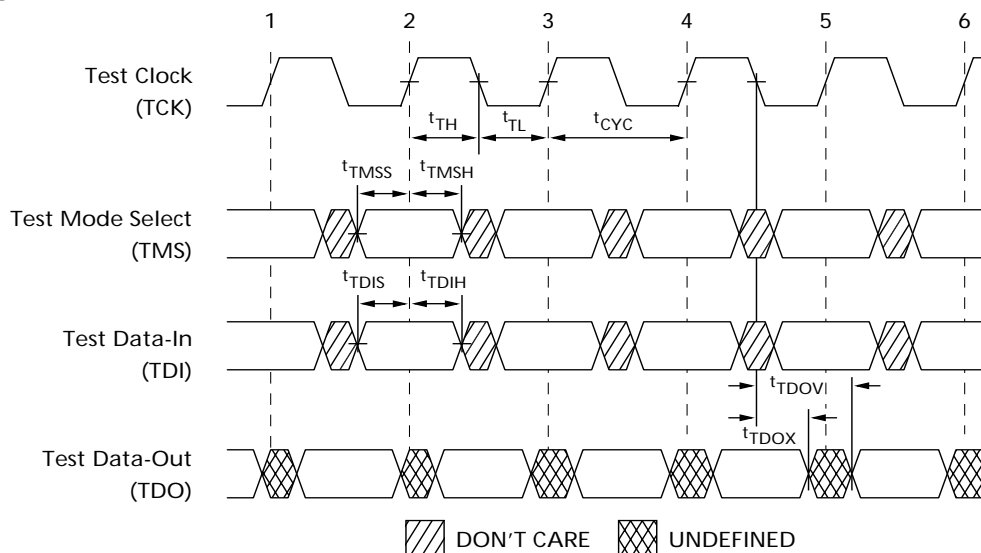 1 2 3 4 5 6
Test Clock
(TCK)
tTH tTL tCYC
tTMSS tTMSH
Test Mode Select
(TMS)
tTDIS tTDIH
Test Data-In
(TDI)
tTDOV
tTDOX
Test Data-Out
(TDO)
DON'T CARE UNDEFINED